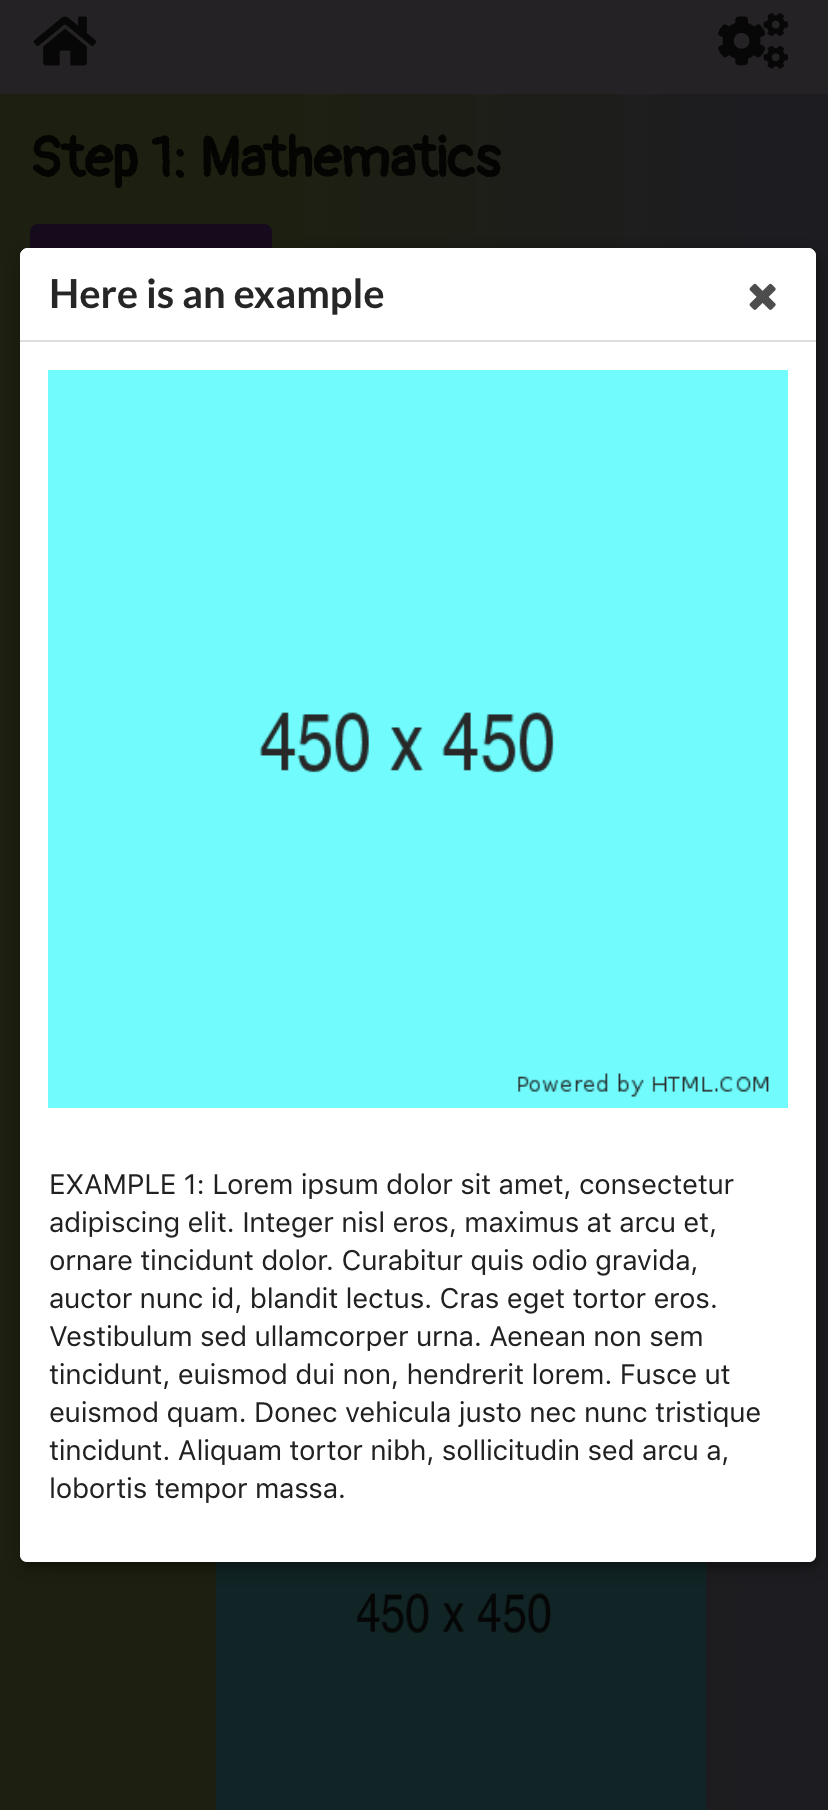 Step 1: Mathematics
Here is an example
450 x 450
Powered by HTML.COM
EXAMPLE 1: Lorem ipsum dolor sit amet, consectetur
adipiscing elit. Integer nisl eros, maximus at arcu et,
ornare tincidunt dolor. Curabitur quis odio gravida,
auctor nunc id, blandit lectus. Cras eget tortor eros.
Vestibulum sed ullamcorper urna. Aenean non sem
tincidunt, euismod dui non, hendrerit lorem. Fusce ut
euismod quam. Donec vehicula justo nec nunc tristique
tincidunt. Aliquam tortor nibh, sollicitudin sed arcu a,
lobortis tempor massa.
450 x 450